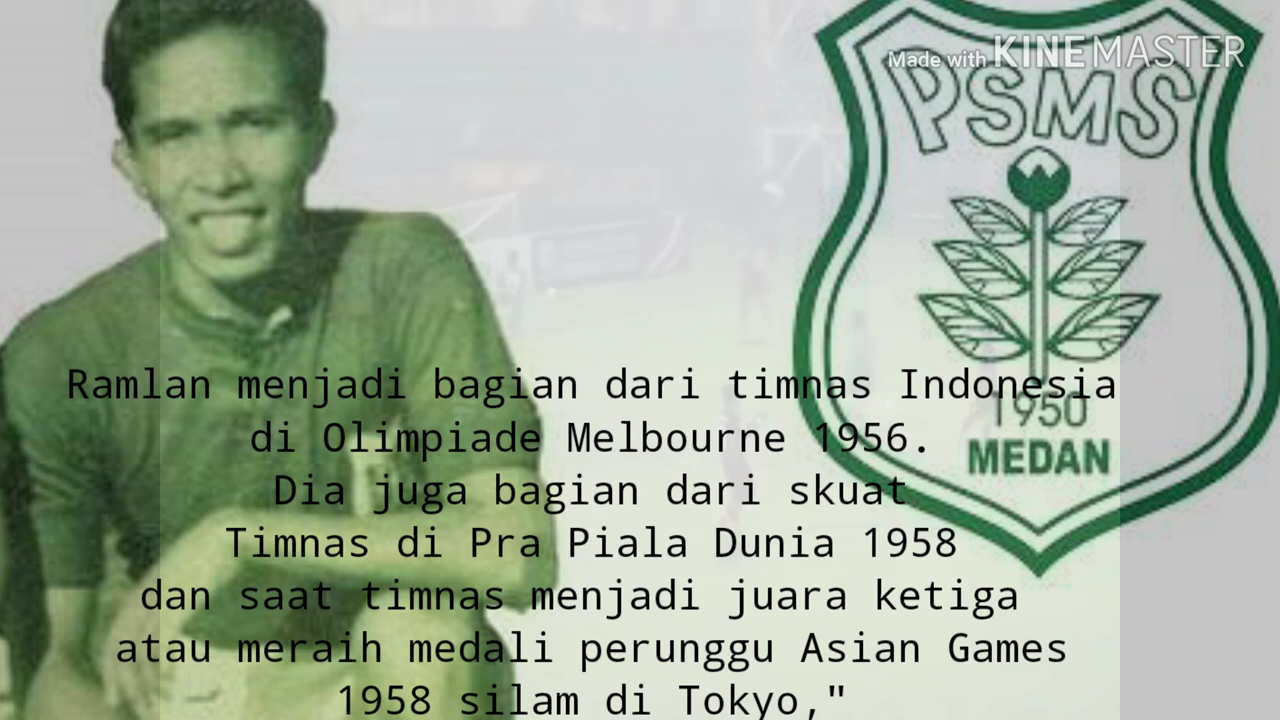 Made with KINEMASTER
PSMS
1950
MEDAN
Ramlan menjadi bagian dari timnas Indonesia
di Olimpiade Melbourne 1956.
Dia juga bagian dari skuat
Timnas di Pra Piala Dunia 1958
dan saat timnas menjadi juara ketiga
atau meraih medali perunggu Asian Games
1958 silam di Tokyo,"